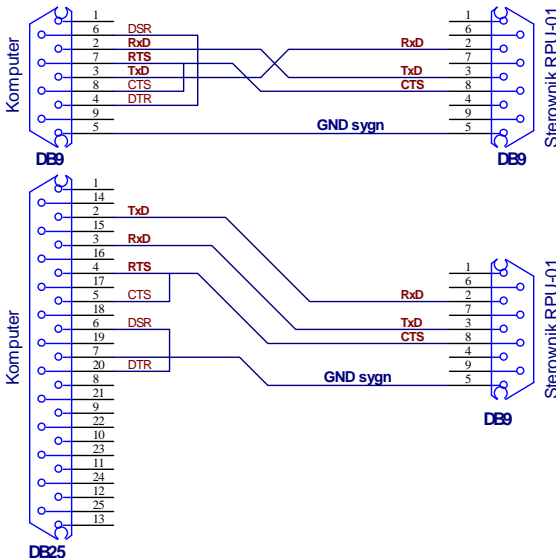 Komputer
1
6 DSR
2 RxD
7 RTS
3 TxD
8 CTS
4 DTR
9
5
DB9
GND sygn
1
6
RxD 2
7
TxD 3
CTS 8
4
9
5
DB9
Sterownik RPU-01
Komputer
1
14
2 TxD
15
3 RxD
16
4 RTS
17
5 CTS
18
6 DSR
19
7
20 DTR
8
21
9
22
10
23
11
24
12
25
13
DB25
GND sygn
1
6
RxD 2
7
TxD 3
CTS 8
4
9
5
DB9
Sterownik RPU-01